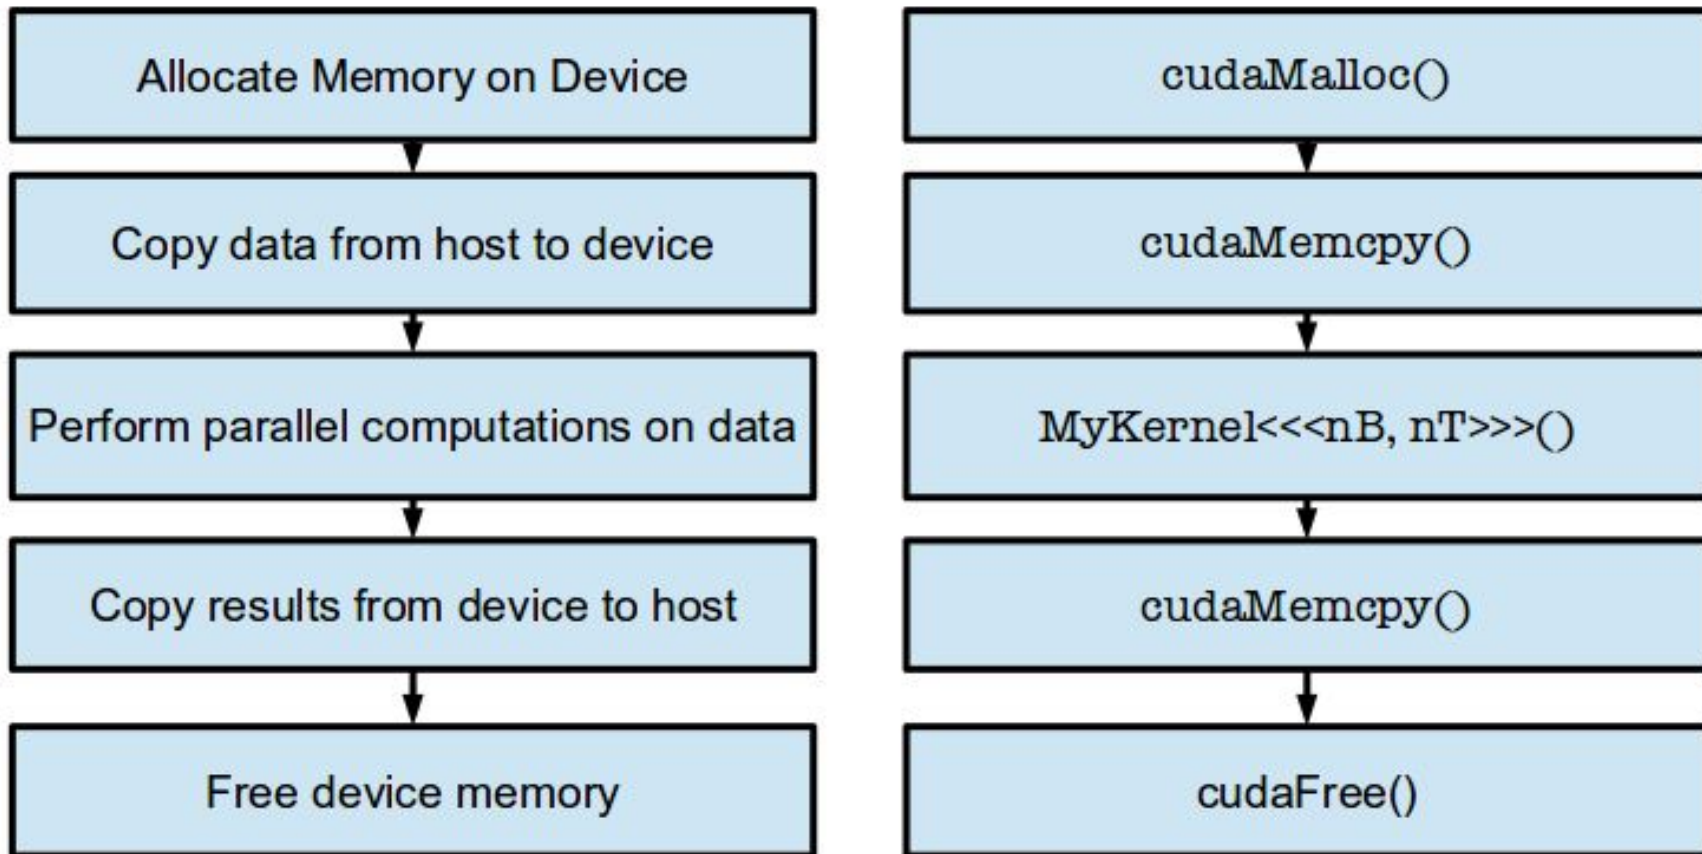 Allocate Memory on Device
cudaMalloc()
Copy data from host to device
cudaMemcpy()
Perform parallel computations on data
MyKernel<<<nB, nT>>>()
Copy results from device to host
cudaMemcpy()
Free device memory
cudaFree()